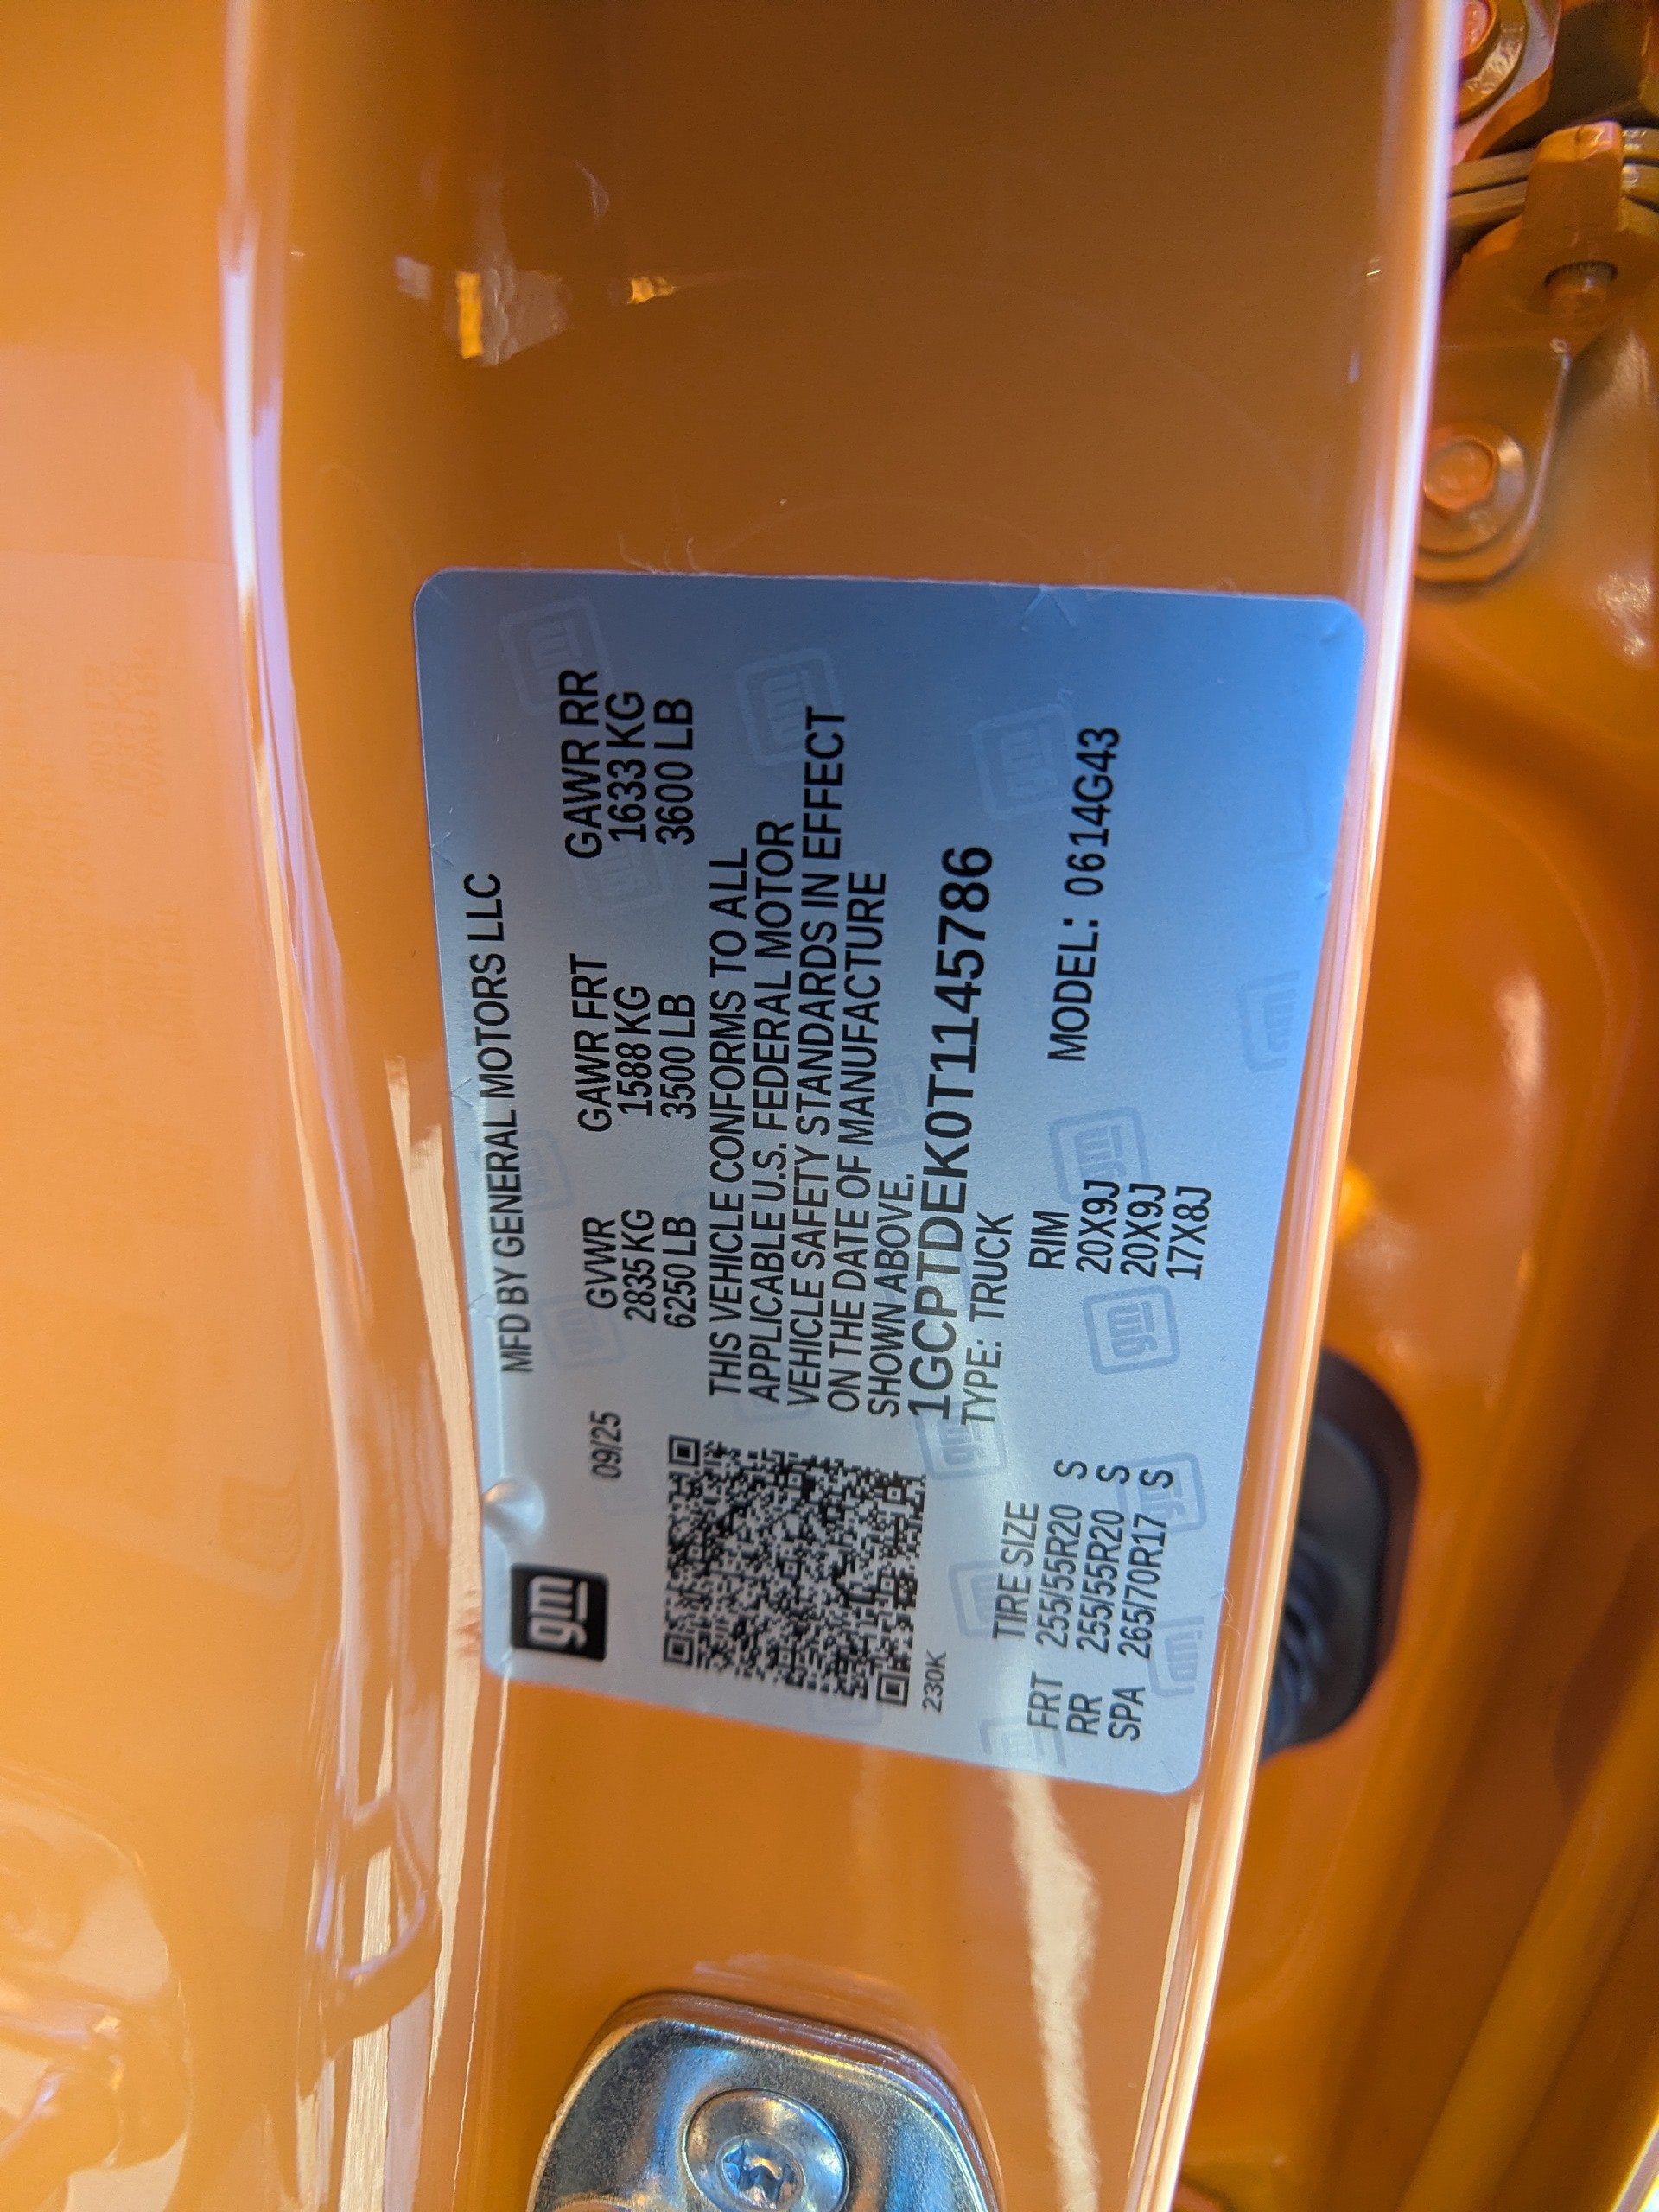 gm
MFD BY GENERAL MOTORS LLC
09/25
GVWR GAWR FRT GAWR RR
2835 KG 1588 KG 1633 KG
6250 LB 3500 LB 3600 LB
THIS VEHICLE CONFORMS TO ALL
APPLICABLE U.S. FEDERAL MOTOR
VEHICLE SAFETY STANDARDS IN EFFECT
ON THE DATE OF MANUFACTURE
SHOWN ABOVE.
1GCPTDEK0T1145786
230K
TYPE: TRUCK
TIRE SIZE RIM MODEL: 0614G43
FRT 255/55R20 S 20X9J
RR 255/55R20 S 20X9J
SPA 265/70R17 S 17X8J